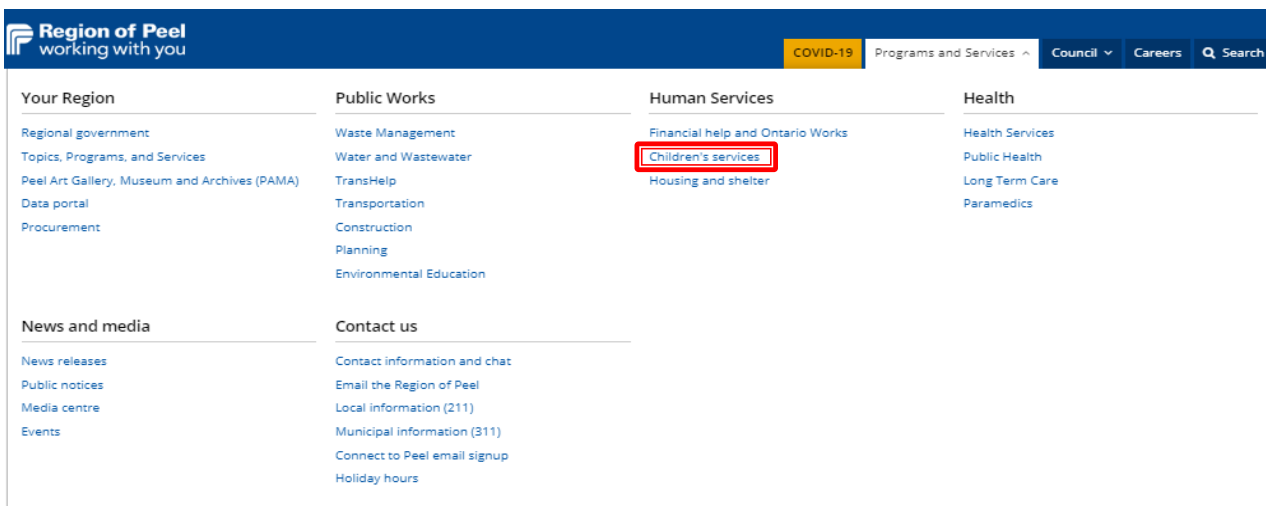 Region of Peel
working with you
COVID-19
Programs and Services
Council
Careers
Search
Your Region
Regional government
Topics, Programs, and Services
Peel Art Gallery, Museum and Archives (PAMA)
Data portal
Procurement
Public Works
Waste Management
Water and Wastewater
TransHelp
Transportation
Construction
Planning
Environmental Education
Human Services
Financial help and Ontario Works
Children's services
Housing and shelter
Health
Health Services
Public Health
Long Term Care
Paramedics
News and media
News releases
Public notices
Media centre
Events
Contact us
Contact information and chat
Email the Region of Peel
Local information (211)
Municipal information (311)
Connect to Peel email signup
Holiday hours